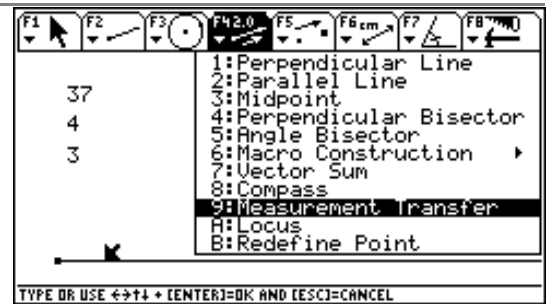 F1 F2 F3 F4 2.0 F5 F6 cm F7 F8
1:Perpendicular Line
2:Parallel Line
3:Midpoint
4:Perpendicular Bisector
5:Angle Bisector
6:Macro Construction ▸
7:Vector Sum
8:Compass
9:Measurement Transfer
A:Locus
B:Redefine Point
37
4
3
TYPE OR USE ←→↑↓ + [ENTER]=OK AND [ESC]=CANCEL